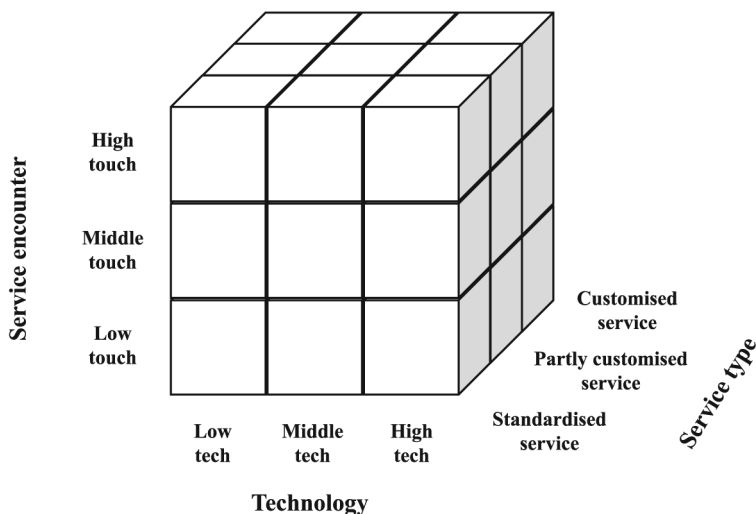 High
touch
Middle
touch
Low
touch
Service encounter
Customised
service
Partly customised
service
Standardised
service
Service type
Low
tech
Middle
tech
High
tech
Technology